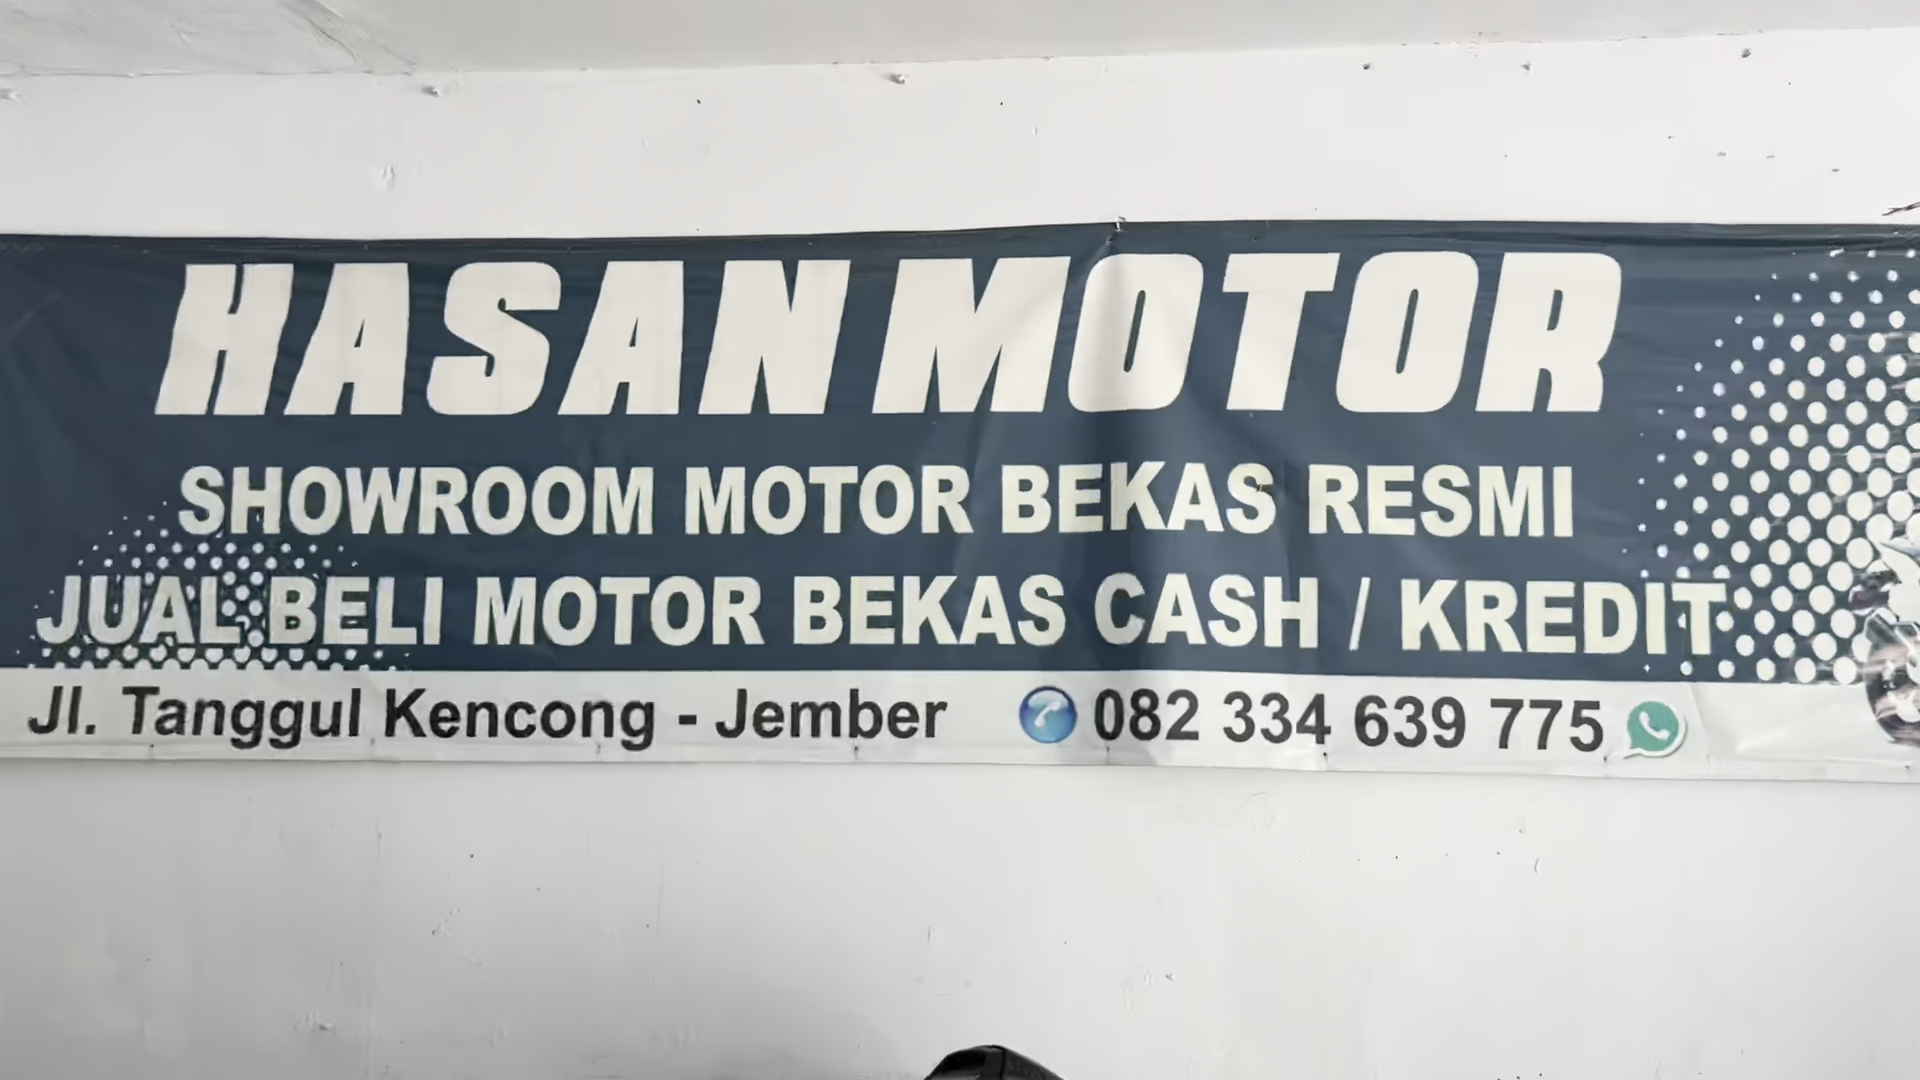 HASAN MOTOR
SHOWROOM MOTOR BEKAS RESMI
JUAL BELI MOTOR BEKAS CASH / KREDIT
Jl. Tanggul Kencong - Jember 082 334 639 775